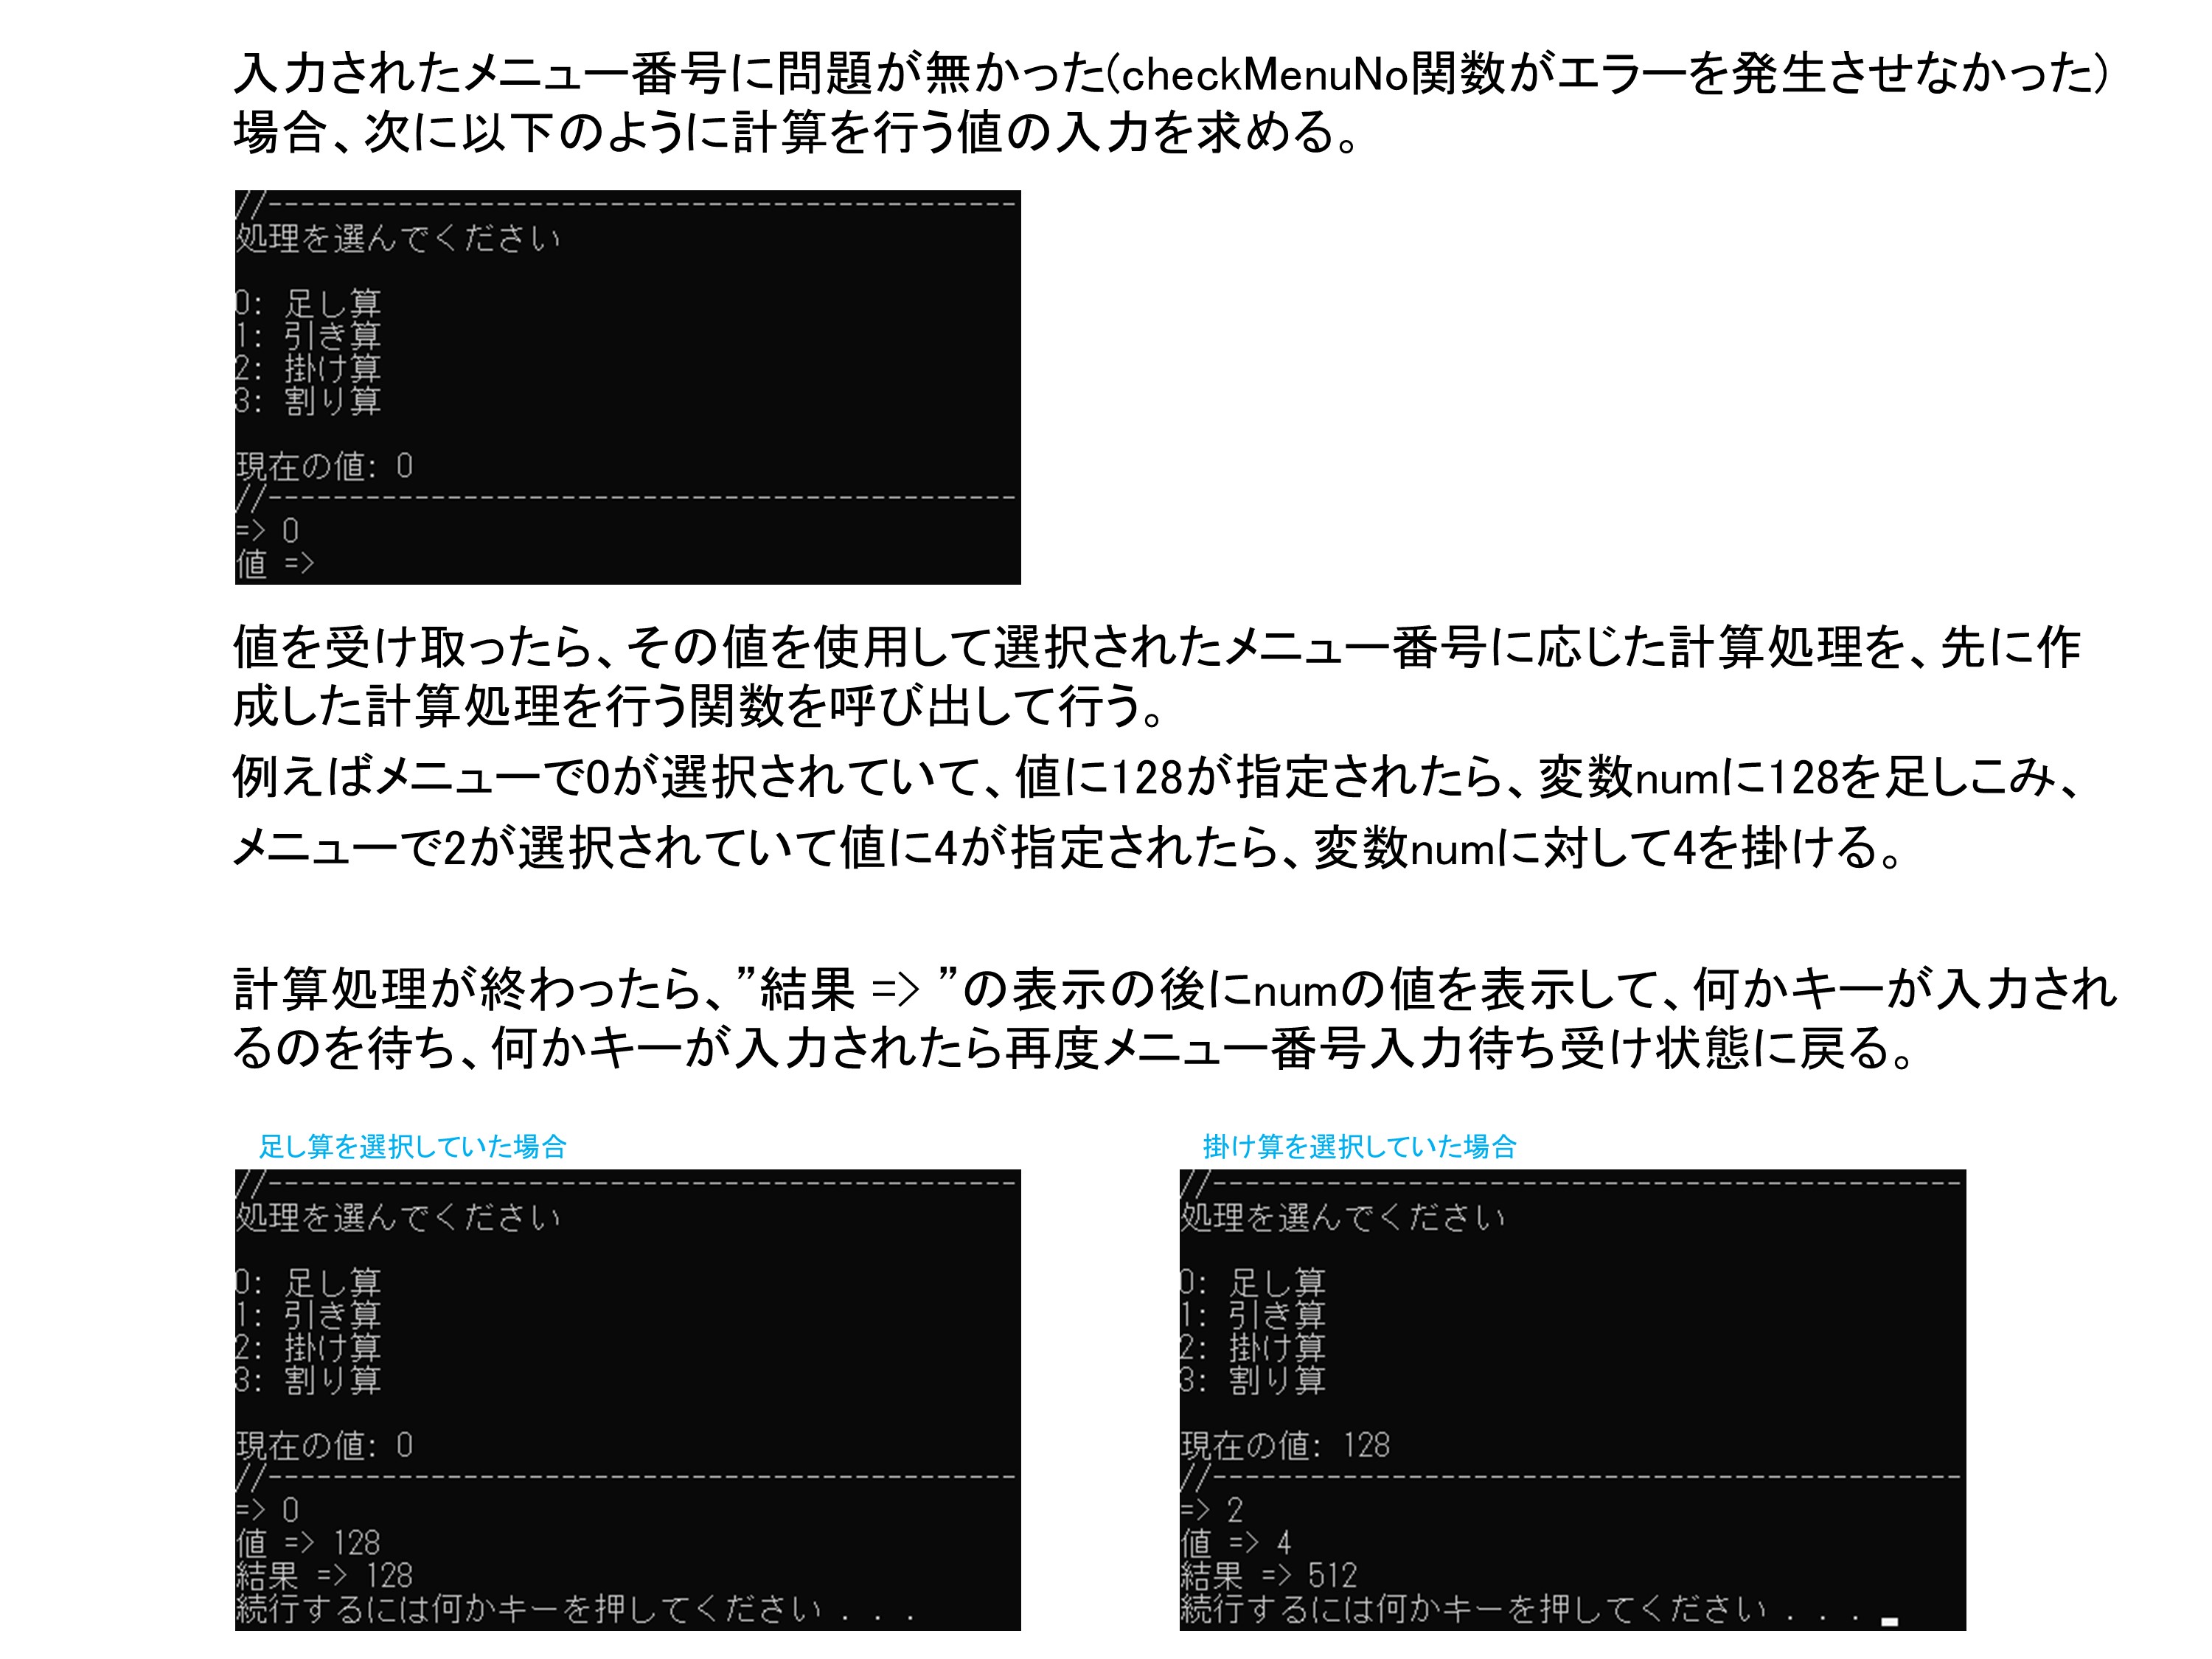 入力されたメニュー番号に問題が無かった(checkMenuNo関数がエラーを発生させなかった)
場合、次に以下のように計算を行う値の入力を求める。
//----------------------------------------------
処理を選んでください
0: 足し算
1: 引き算
2: 掛け算
3: 割り算
現在の値: 0
//----------------------------------------------
=> 0
値 =>
値を受け取ったら、その値を使用して選択されたメニュー番号に応じた計算処理を、先に作
成した計算処理を行う関数を呼び出して行う。
例えばメニューで0が選択されていて、値に128が指定されたら、変数numに128を足しこみ、
メニューで2が選択されていて値に4が指定されたら、変数numに対して4を掛ける。
計算処理が終わったら、”結果 => ”の表示の後にnumの値を表示して、何かキーが入力され
るのを待ち、何かキーが入力されたら再度メニュー番号入力待ち受け状態に戻る。
足し算を選択していた場合
//----------------------------------------------
処理を選んでください
0: 足し算
1: 引き算
2: 掛け算
3: 割り算
現在の値: 0
//----------------------------------------------
=> 0
値 => 128
結果 => 128
続行するには何かキーを押してください . . .
掛け算を選択していた場合
//----------------------------------------------
処理を選んでください
0: 足し算
1: 引き算
2: 掛け算
3: 割り算
現在の値: 128
//----------------------------------------------
=> 2
値 => 4
結果 => 512
続行するには何かキーを押してください . . .